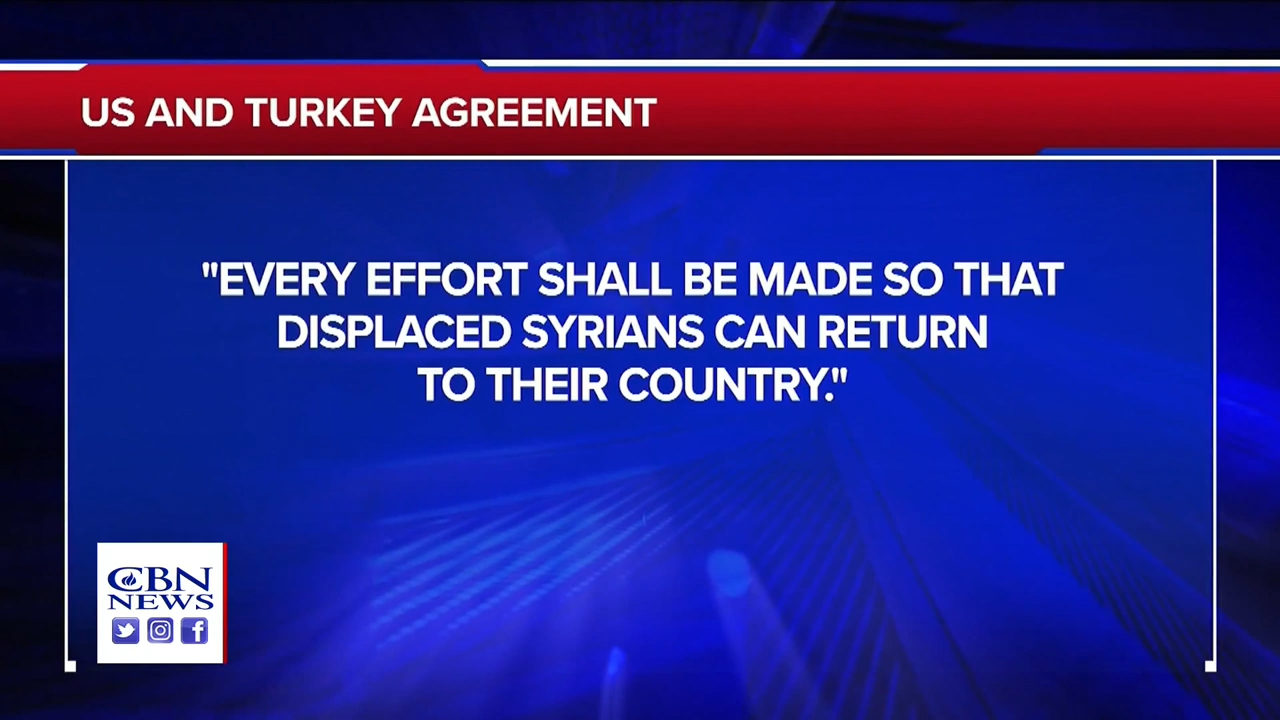 US AND TURKEY AGREEMENT
"EVERY EFFORT SHALL BE MADE SO THAT
DISPLACED SYRIANS CAN RETURN
TO THEIR COUNTRY."
CBN
NEWS